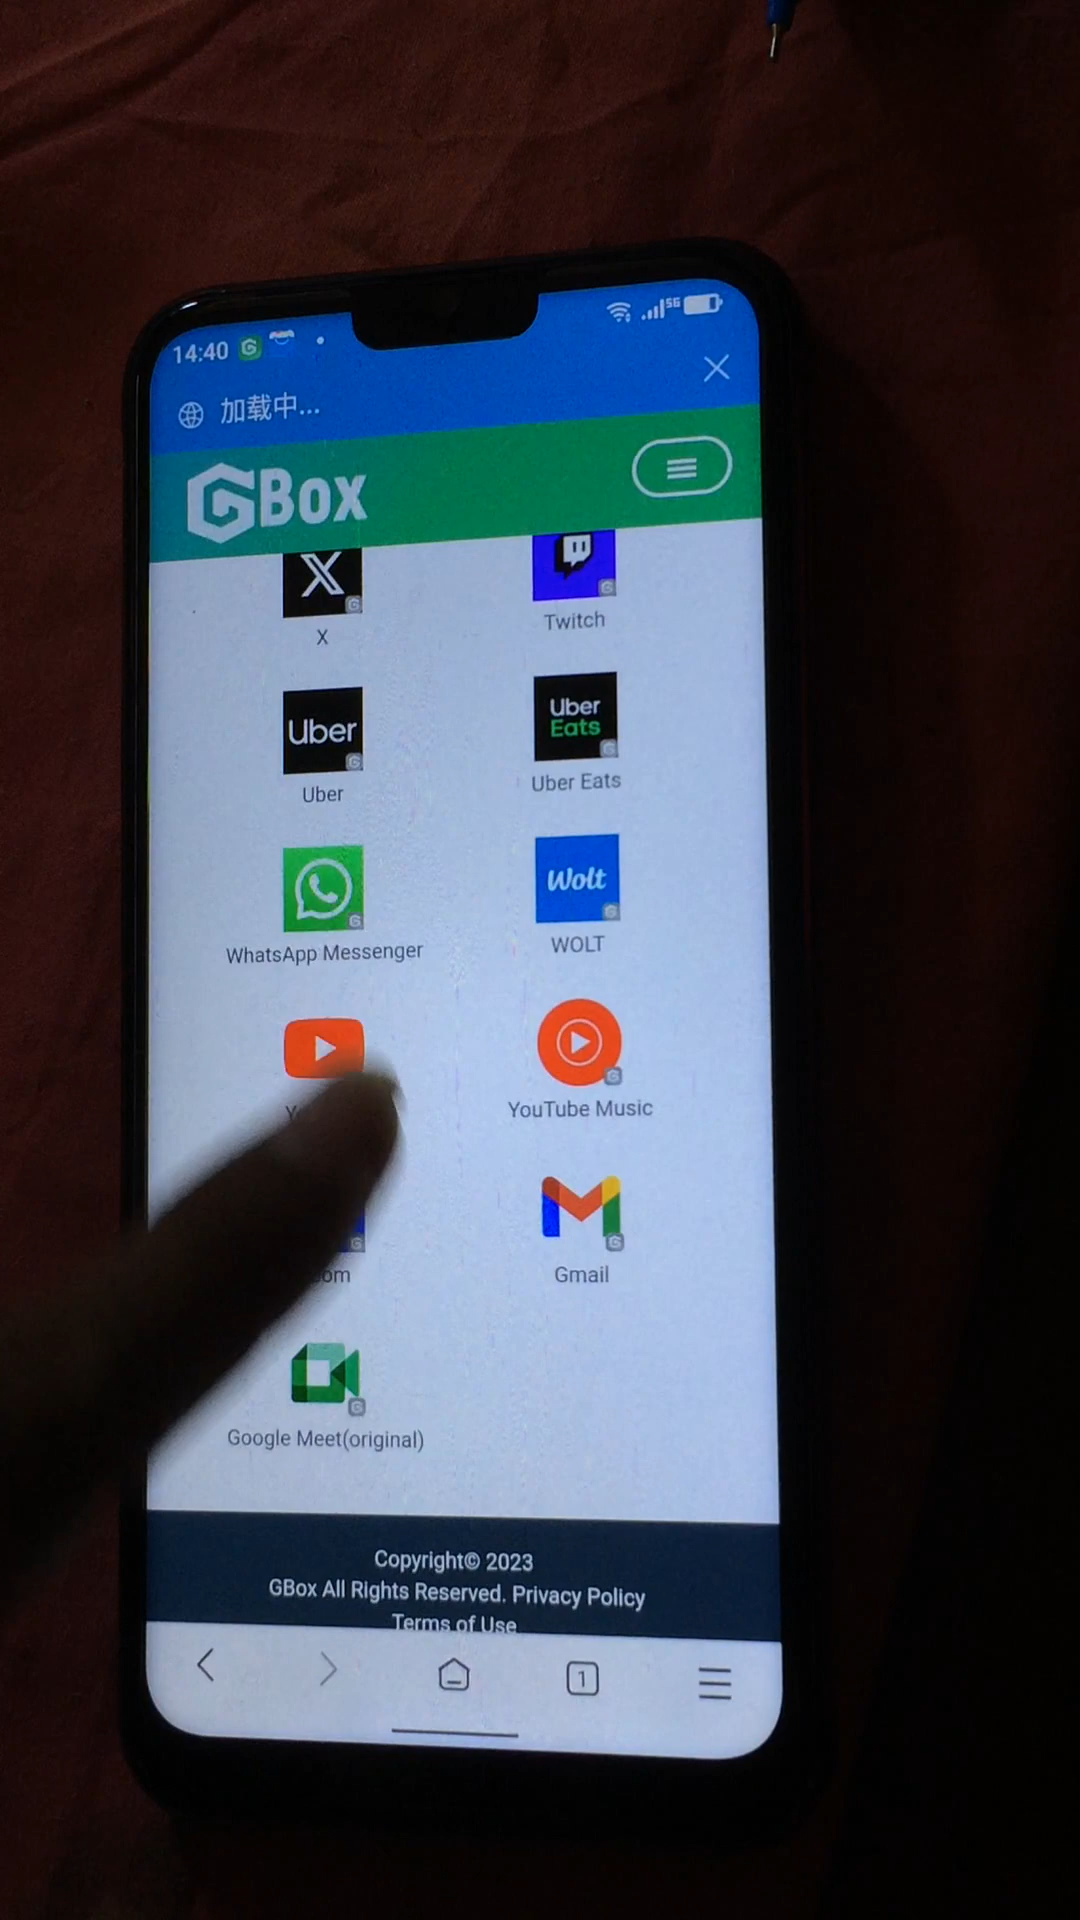 14:40
5G
加载中...
GBox
X
Twitch
Uber
Uber
Eats
Uber
Uber Eats
Wolt
WhatsApp Messenger
WOLT
YouTube Music
Gmail
Google Meet(original)
Copyright© 2023
GBox All Rights Reserved. Privacy Policy
Terms of Use
1